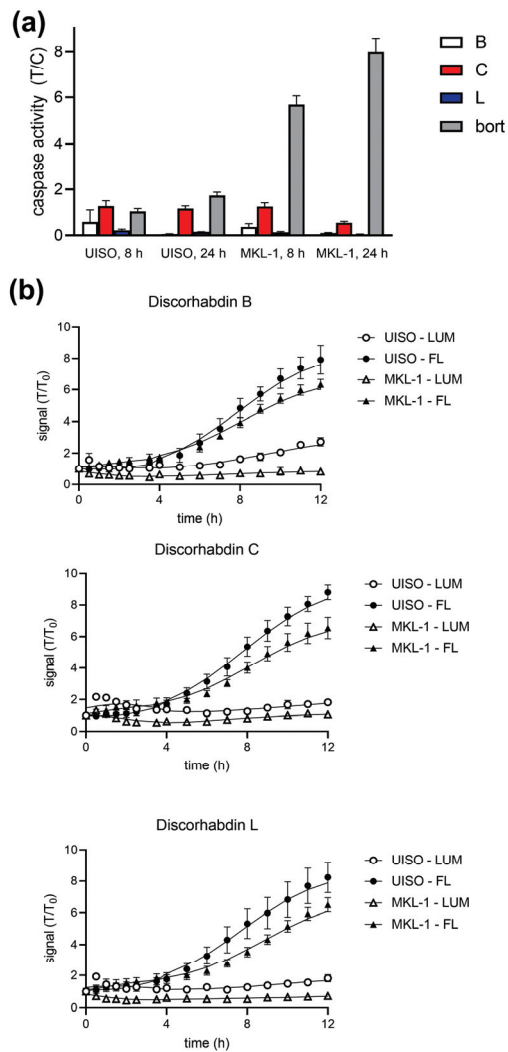 (a)
caspase activity (T/C)
8
6
4
2
0
UISO, 8 h UISO, 24 h MKL-1, 8 h MKL-1, 24 h
B
C
L
bort
(b)
Discorhabdin B
signal (T/T0)
10
8
6
4
2
0
0 4 8 12
time (h)
UISO - LUM
UISO - FL
MKL-1 - LUM
MKL-1 - FL
Discorhabdin C
signal (T/T0)
10
8
6
4
2
0
0 4 8 12
time (h)
UISO - LUM
UISO - FL
MKL-1 - LUM
MKL-1 - FL
Discorhabdin L
signal (T/T0)
10
8
6
4
2
0
0 4 8 12
time (h)
UISO - LUM
UISO - FL
MKL-1 - LUM
MKL-1 - FL